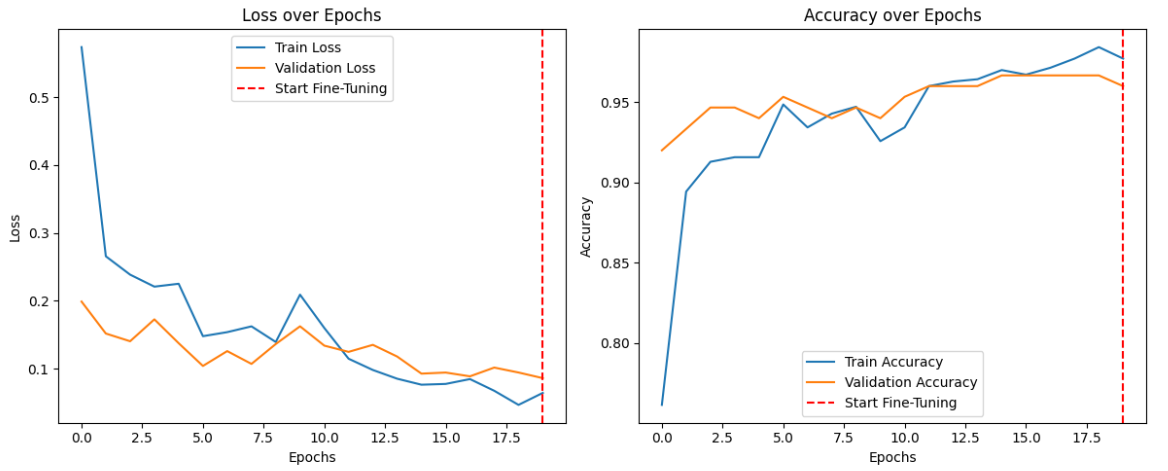 Loss over Epochs
Train Loss
Validation Loss
Start Fine-Tuning
0.5
0.4
0.3
0.2
0.1
Loss
0.0
2.5
5.0
7.5
10.0
12.5
15.0
17.5
Epochs
Accuracy over Epochs
0.95
0.90
0.85
0.80
Accuracy
Train Accuracy
Validation Accuracy
Start Fine-Tuning
0.0
2.5
5.0
7.5
10.0
12.5
15.0
17.5
Epochs